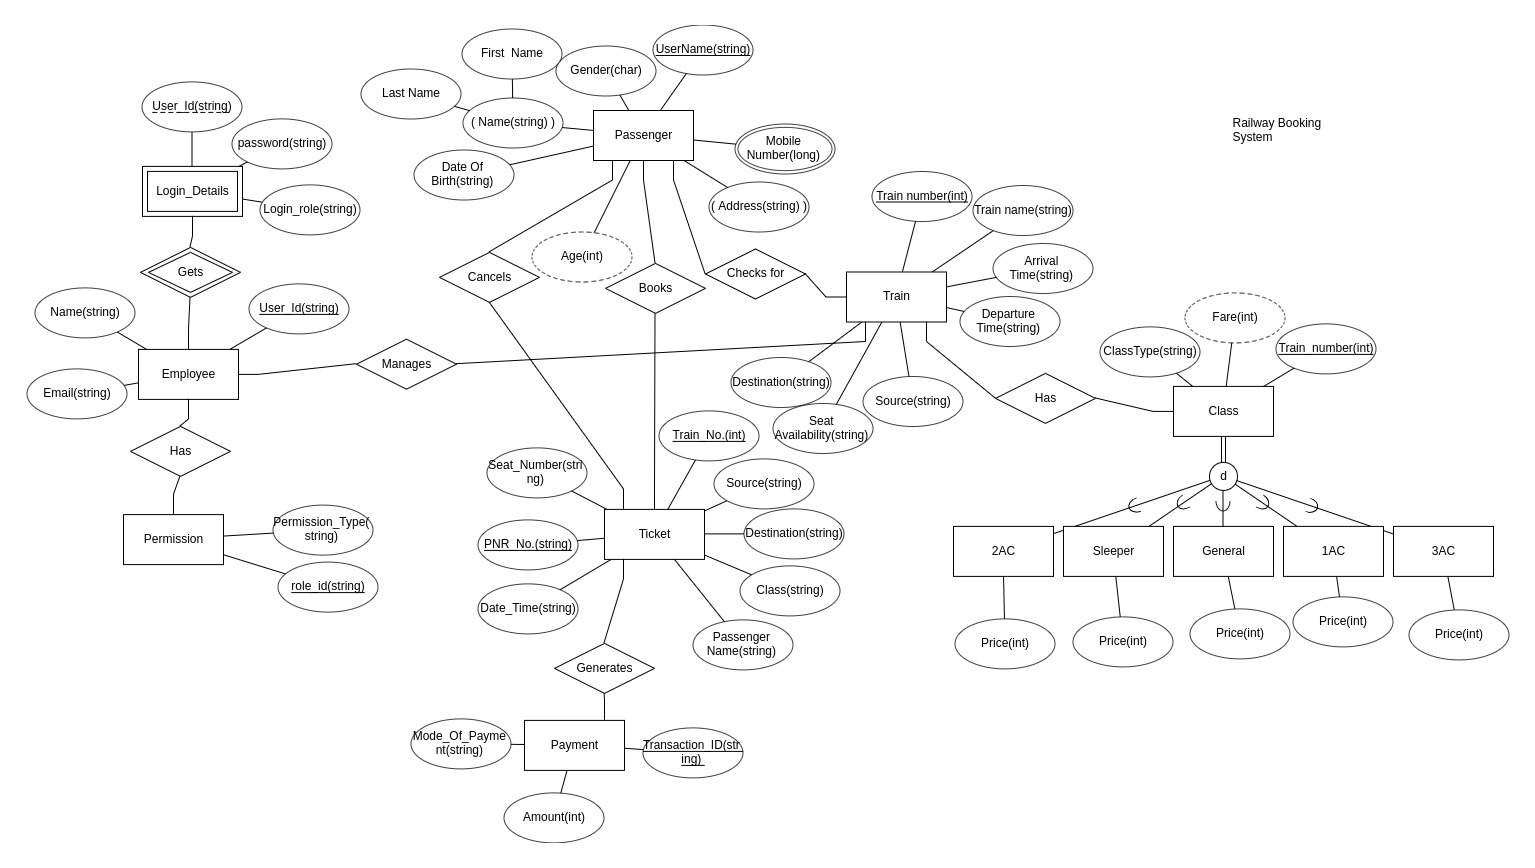 Railway Booking
System
First  Name
Last Name
( Name(string) )
Gender(char)
UserName(string)
Passenger
Mobile
Number(long)
Date Of
Birth(string)
( Address(string) )
Age(int)
User_Id(string)
password(string)
Login_Details
Login_role(string)
Gets
Name(string)
User_Id(string)
Employee
Email(string)
Has
Permission
Permission_Type(
string)
role_id(string)
Manages
Cancels
Books
Checks for
Train number(int)
Train name(string)
Arrival
Time(string)
Train
Departure
Time(string)
Destination(string)
Seat
Availability(string)
Source(string)
Has
ClassType(string)
Fare(int)
Train_number(int)
Class
d
2AC
Sleeper
General
1AC
3AC
Price(int)
Price(int)
Price(int)
Price(int)
Price(int)
Train_No.(int)
Seat_Number(stri
ng)
Source(string)
PNR_No.(string)
Ticket
Destination(string)
Date_Time(string)
Class(string)
Passenger
Name(string)
Generates
Mode_Of_Payme
nt(string)
Payment
Transaction_ID(str
ing)
Amount(int)